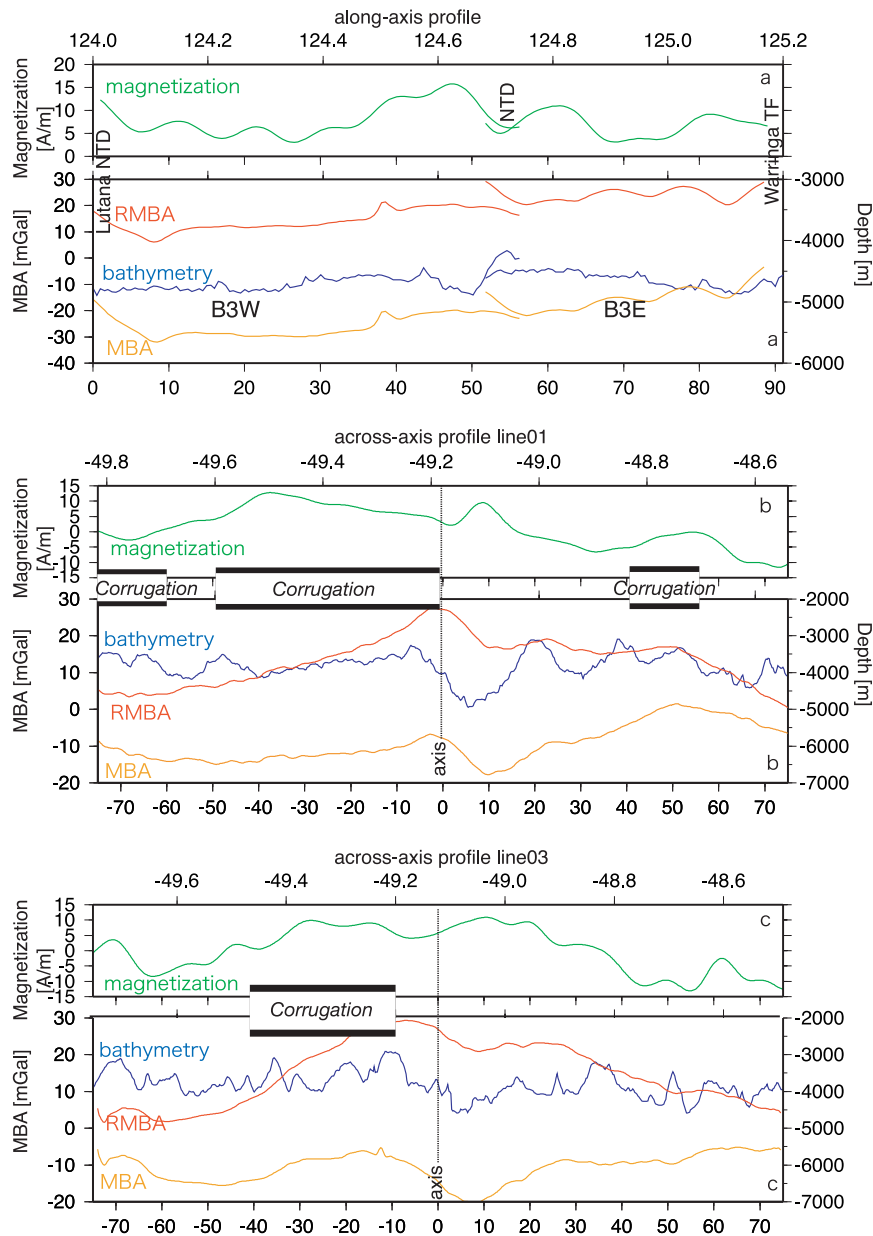 along-axis profile
124.0 124.2 124.4 124.6 124.8 125.0 125.2
Magnetization
[A/m]
20
15
10
5
0
magnetization
NTD
a
Lutana NTD
Warringa TF
MBA [mGal]
30
20
10
0
-10
-20
-30
-40
RMBA
bathymetry
B3W
B3E
MBA
a
-3000
-4000
-5000
-6000
Depth
[m]
0 10 20 30 40 50 60 70 80 90
across-axis profile line01
-49.8 -49.6 -49.4 -49.2 -49.0 -48.8 -48.6
Magnetization
[A/m]
15
10
5
0
-5
-10
-15
magnetization
b
Corrugation
Corrugation
Corrugation
MBA [mGal]
30
20
10
0
-10
-20
bathymetry
RMBA
MBA
axis
b
-2000
-3000
-4000
-5000
-6000
-7000
Depth [m]
-70 -60 -50 -40 -30 -20 -10 0 10 20 30 40 50 60 70
across-axis profile line03
-49.6 -49.4 -49.2 -49.0 -48.8 -48.6
Magnetization
[A/m]
15
10
5
0
-5
-10
-15
magnetization
c
Corrugation
MBA [mGal]
30
20
10
0
-10
-20
bathymetry
RMBA
MBA
axis
c
-2000
-3000
-4000
-5000
-6000
-7000
Depth [m]
-70 -60 -50 -40 -30 -20 -10 0 10 20 30 40 50 60 70